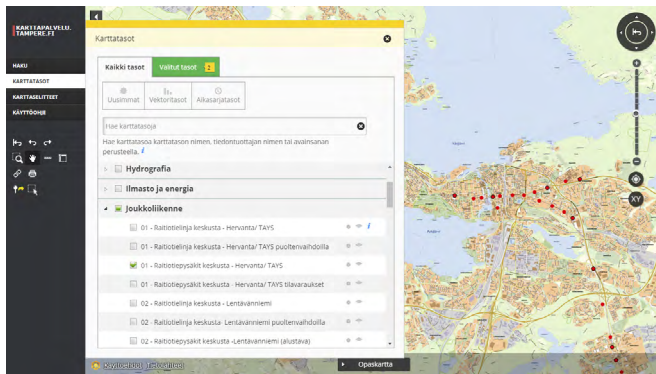 KARTTAPALVELU.
TAMPERE.FI
HAKU
KARTTATASOT
KARTTASELITTEET
KÄYTTÖOHJE
Karttatasot
Kaikki tasot
Valitut tasot
Uusimmat
Vektoritasot
Aikasarjatasot
Hae karttatasoja
Hae karttatasoa karttatason nimen, tiedontuottajan nimen tai avainsanan
perusteella. i
Hydrografia
Ilmasto ja energia
Joukkoliikenne
01 - Raitiotielinja keskusta - Hervanta/ TAYS
01 - Raitiotielinja keskusta - Hervanta/ TAYS puoltenvaihdoilla
01 - Raitiotiepysäkit keskusta - Hervanta/ TAYS
01 - Raitiotiepysäkit keskusta - Hervanta/ TAYS tilavaraukset
02 - Raitiotielinja keskusta - Lentävänniemi
02 - Raitiotielinja keskusta- Lentävänniemi puoltenvaihdoilla
02 - Raitiotiepysäkit keskusta -Lentävänniemi (alustava)
Käyttöehdot
Tietolähteet
Opaskartta
XY